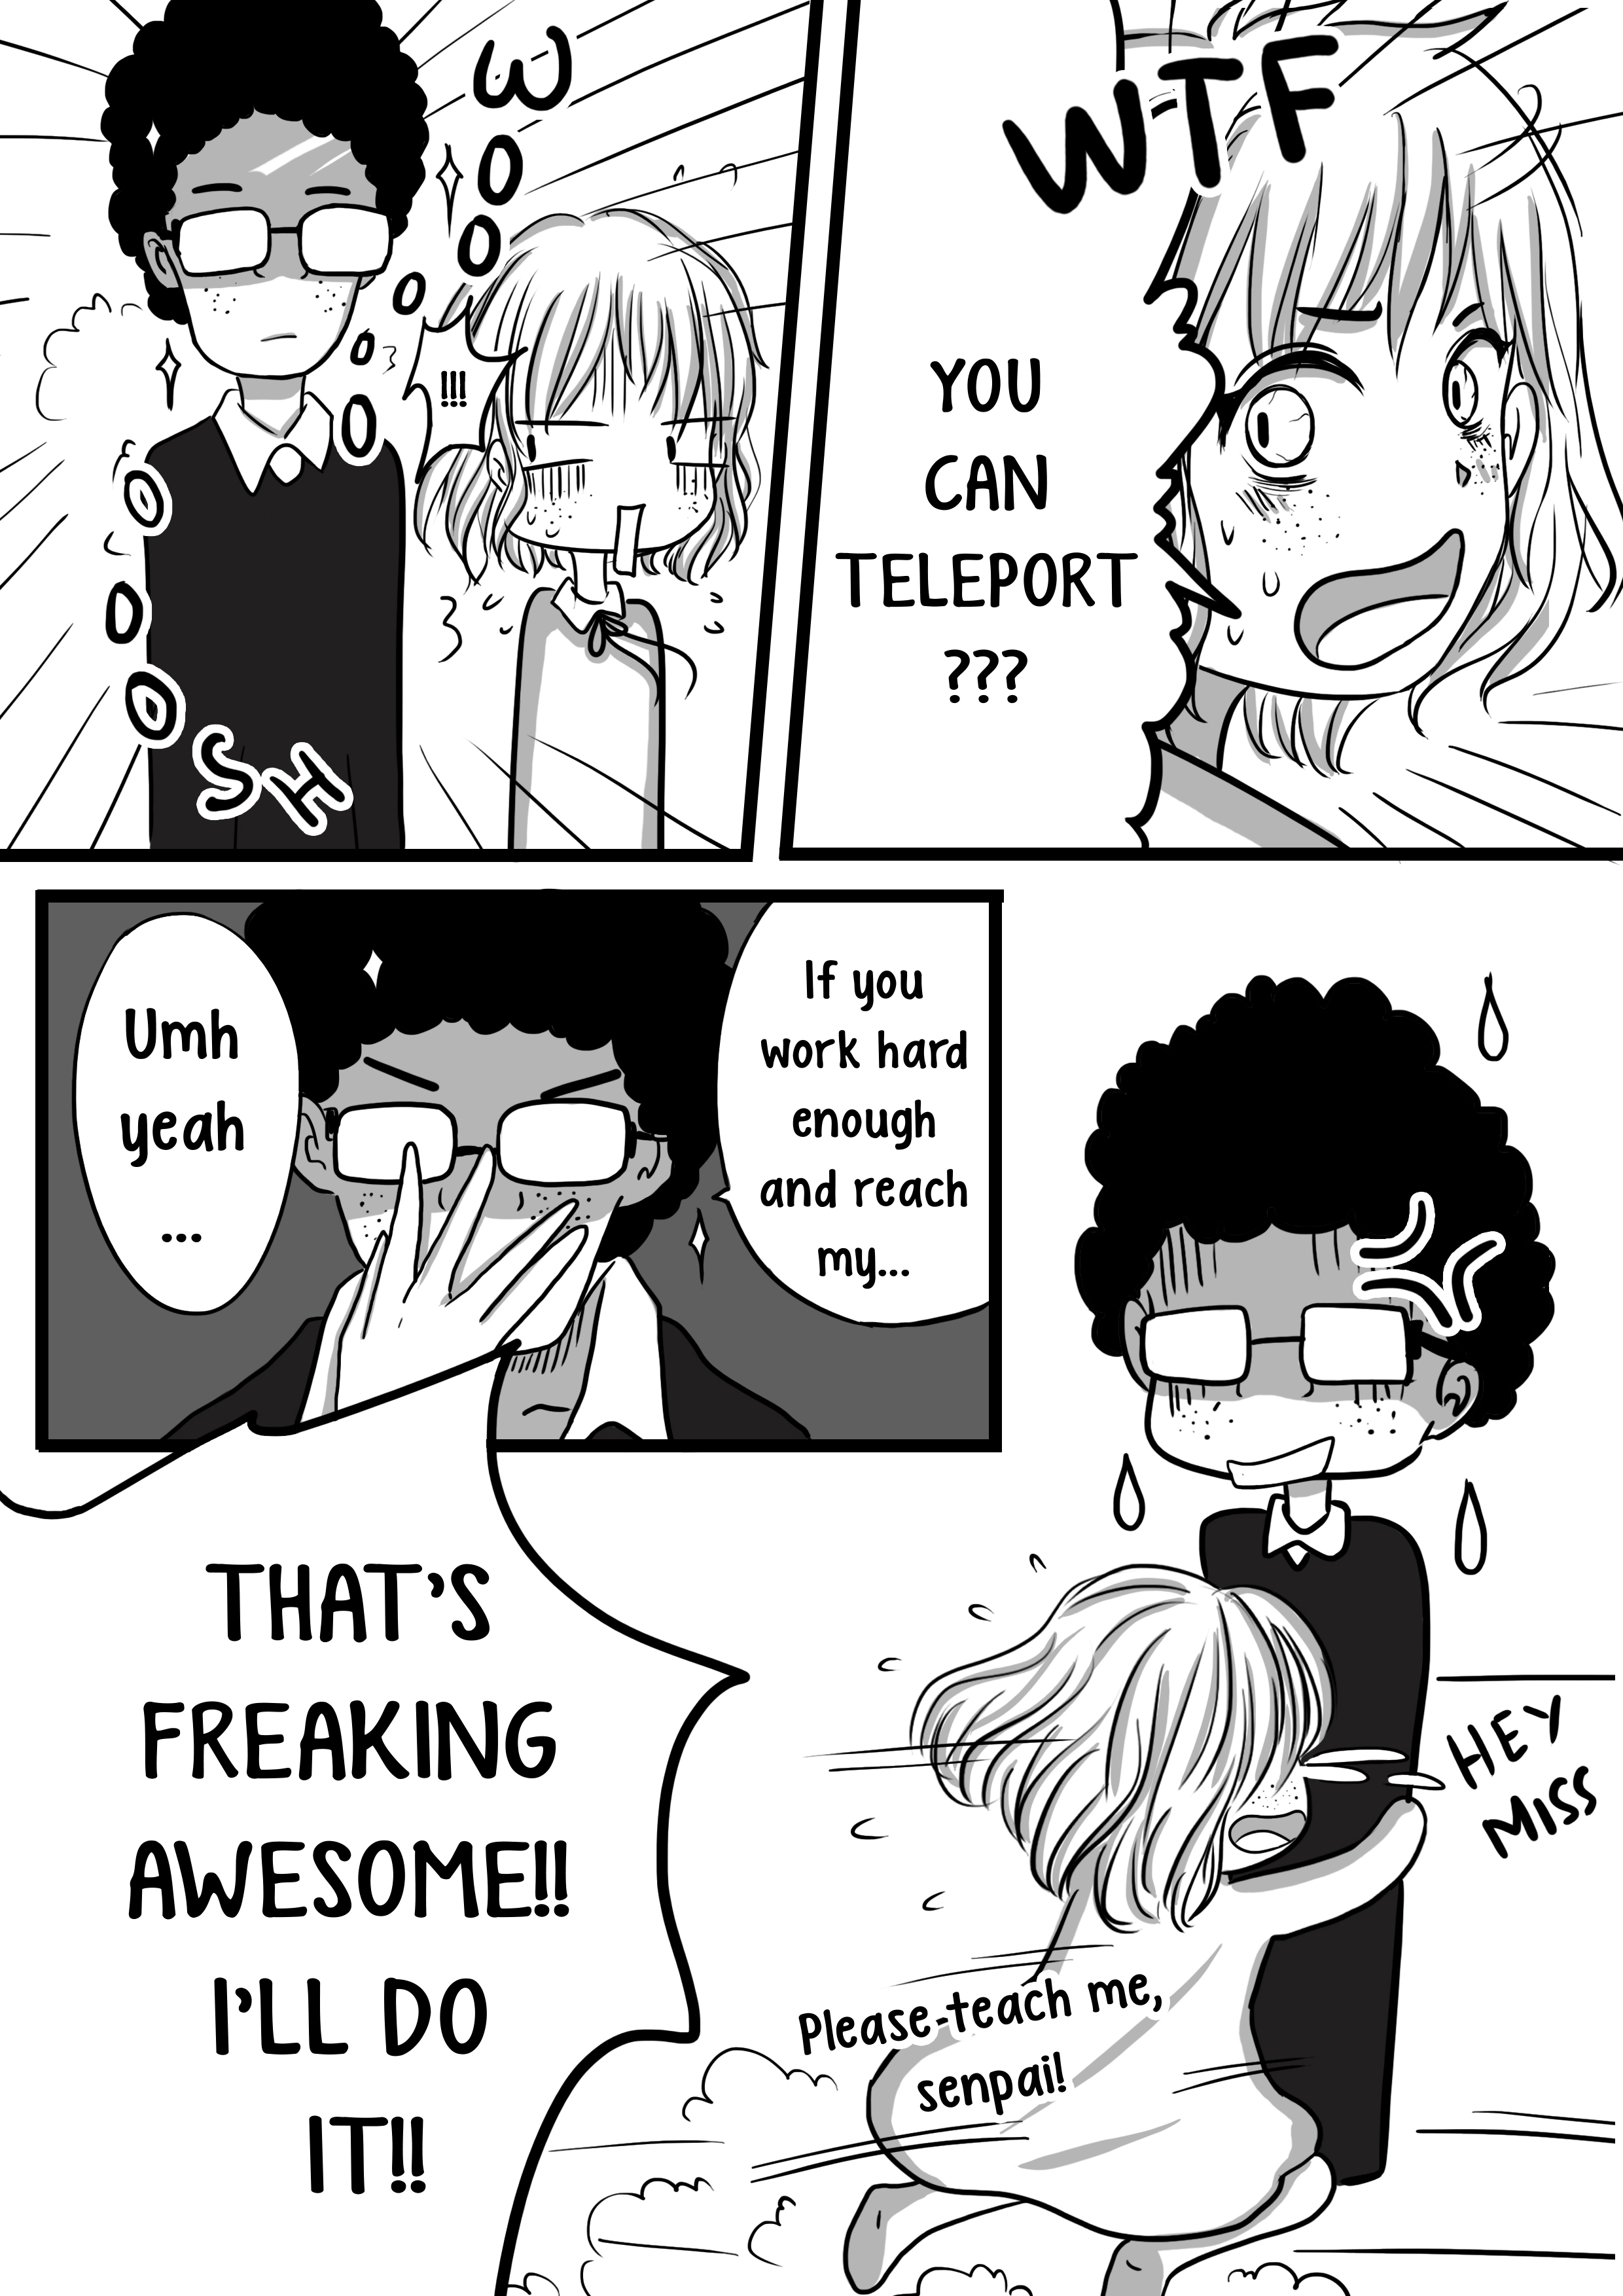 WOOOOOOOOSH
!!!
WTF
YOU
CAN
TELEPORT
???
Umh
yeah
...
If you
work hard
enough
and reach
my...
THAT'S
FREAKING
AWESOME!!
I'LL DO
IT!!
HEY
MISS
Please teach me,
senpai!